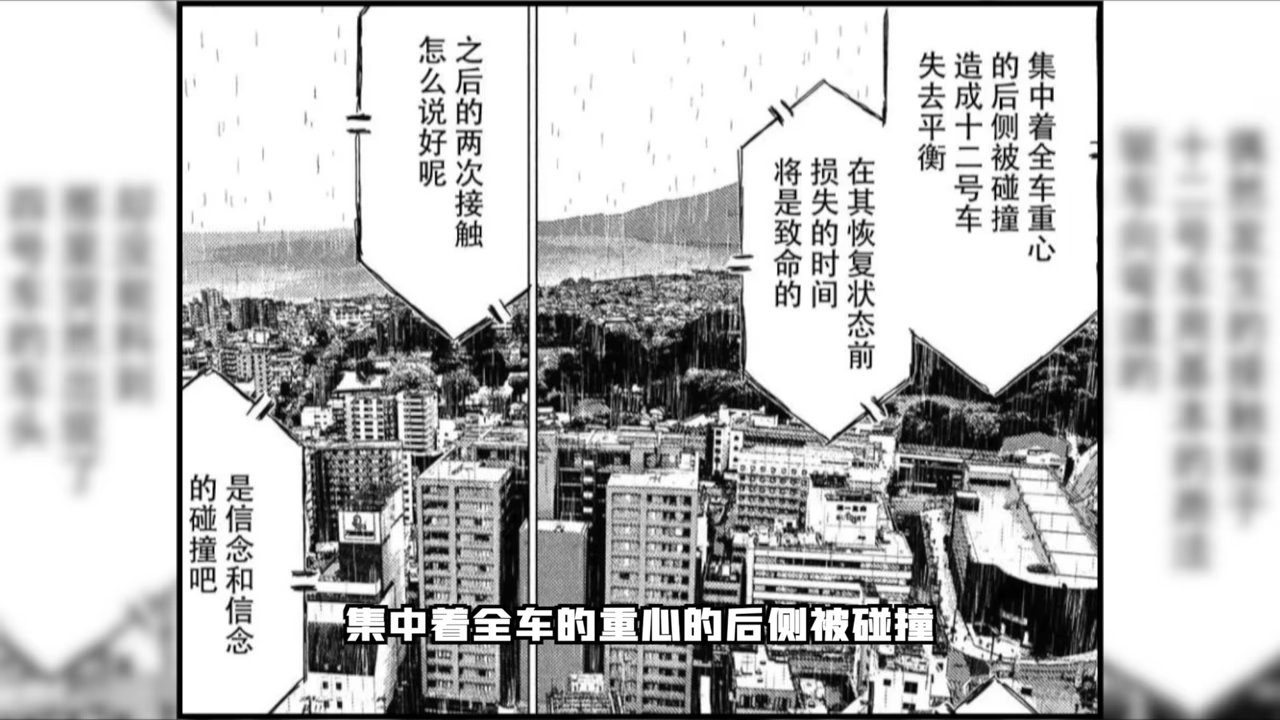 集中着全车重心
的后侧被碰撞
造成十二号车
失去平衡
在其恢复状态前
损失的时间
将是致命的
之后的两次接触
怎么说好呢
是信念和信念
的碰撞吧
集中着全车的重心的后侧被碰撞